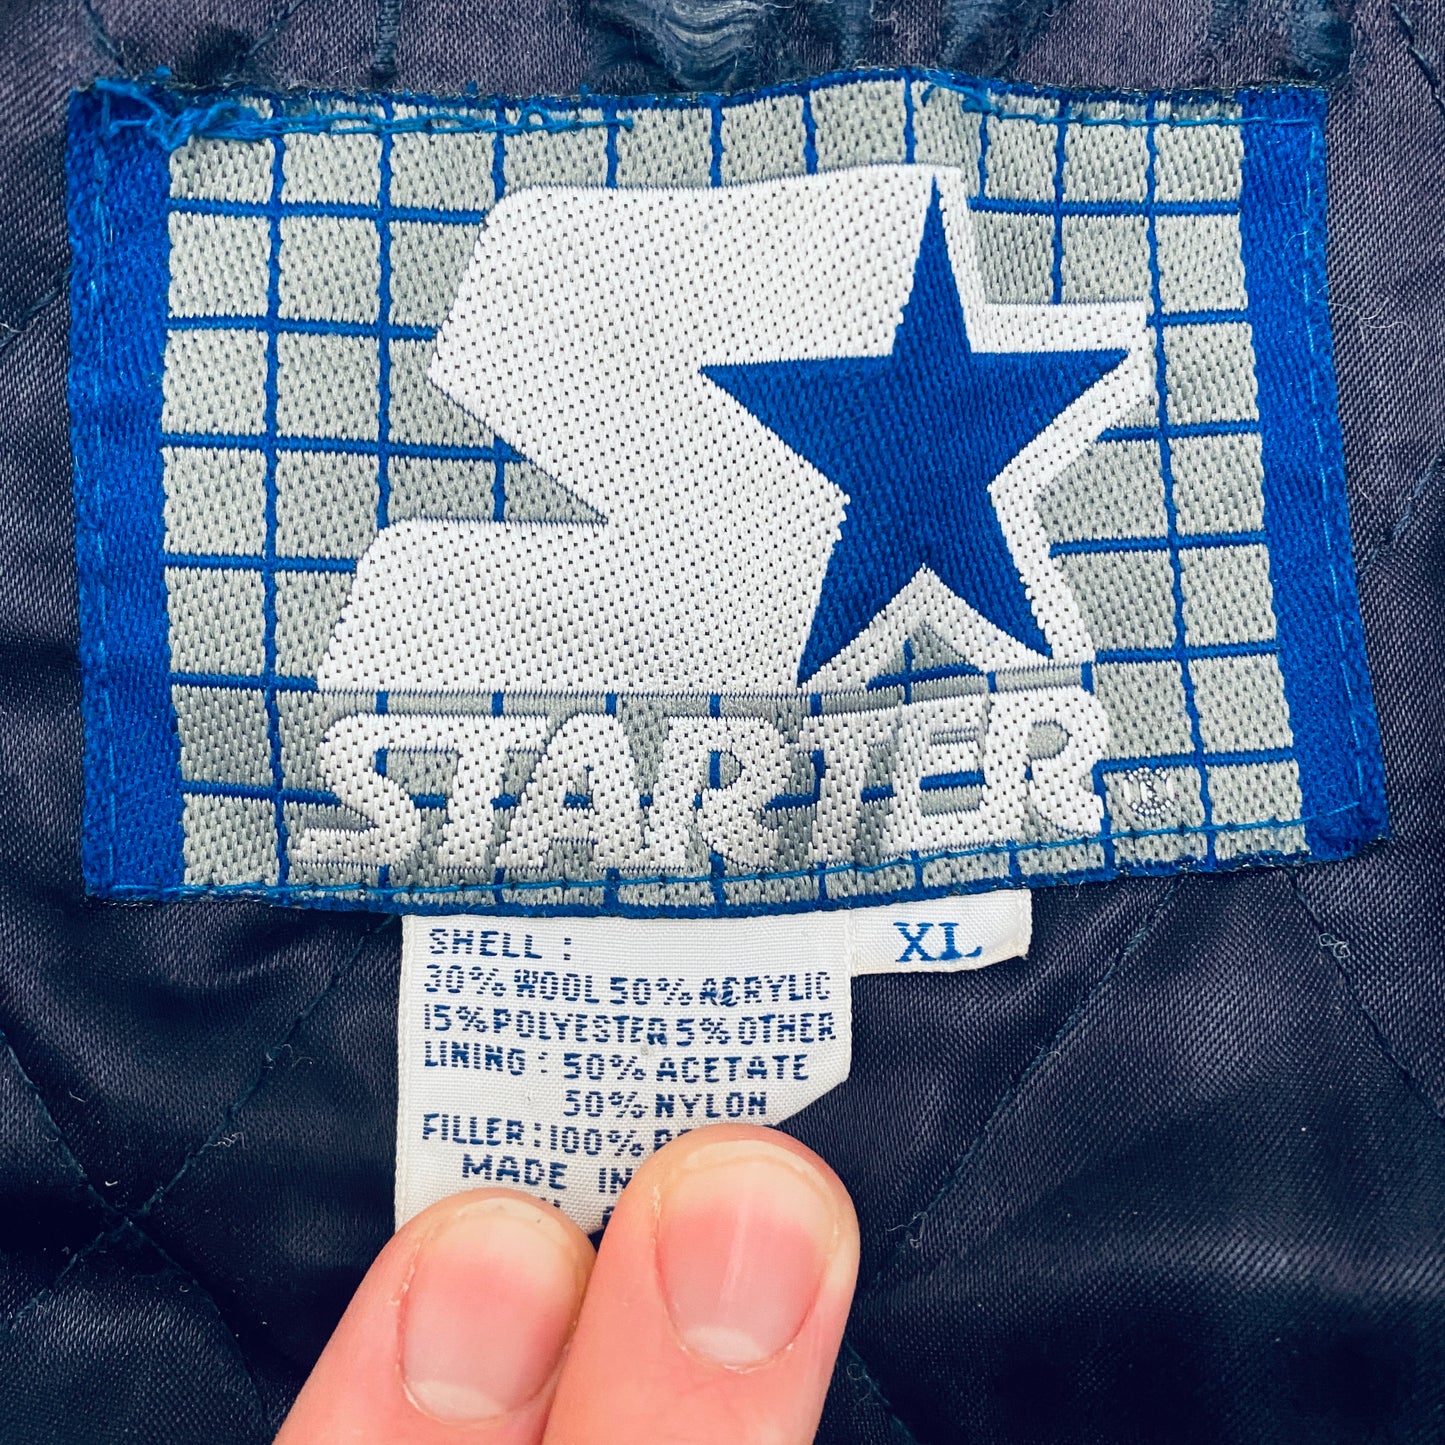 STARTER ®
XL
SHELL :
30% WOOL 50% ACRYLIC
15% POLYESTER 5% OTHER
LINING : 50% ACETATE
50% NYLON
FILLER : 100%
MADE IN